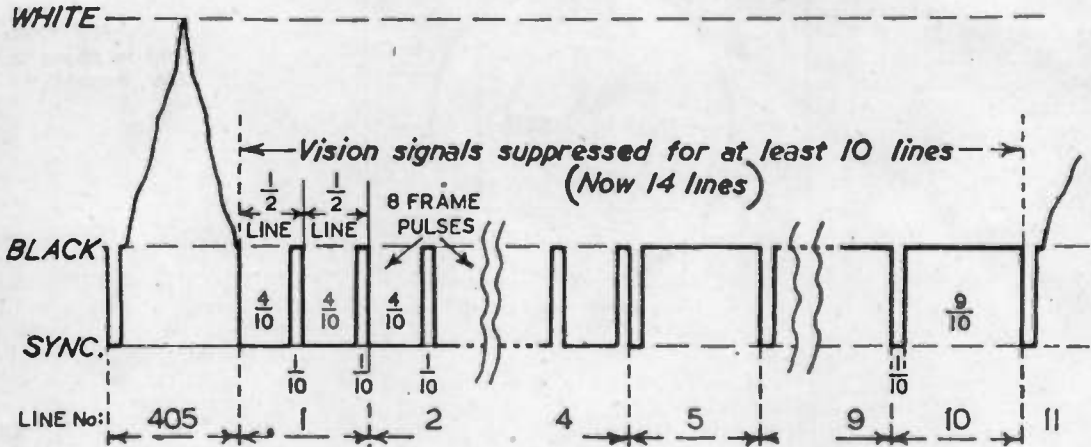 WHITE
Vision signals suppressed for at least 10 lines
(Now 14 lines)
1/2 LINE
1/2 LINE
8 FRAME
PULSES
BLACK
4/10
4/10
4/10
9/10
SYNC.
1/10
1/10
1/10
1/10
LINE No: 405 1 2 4 5 9 10 11